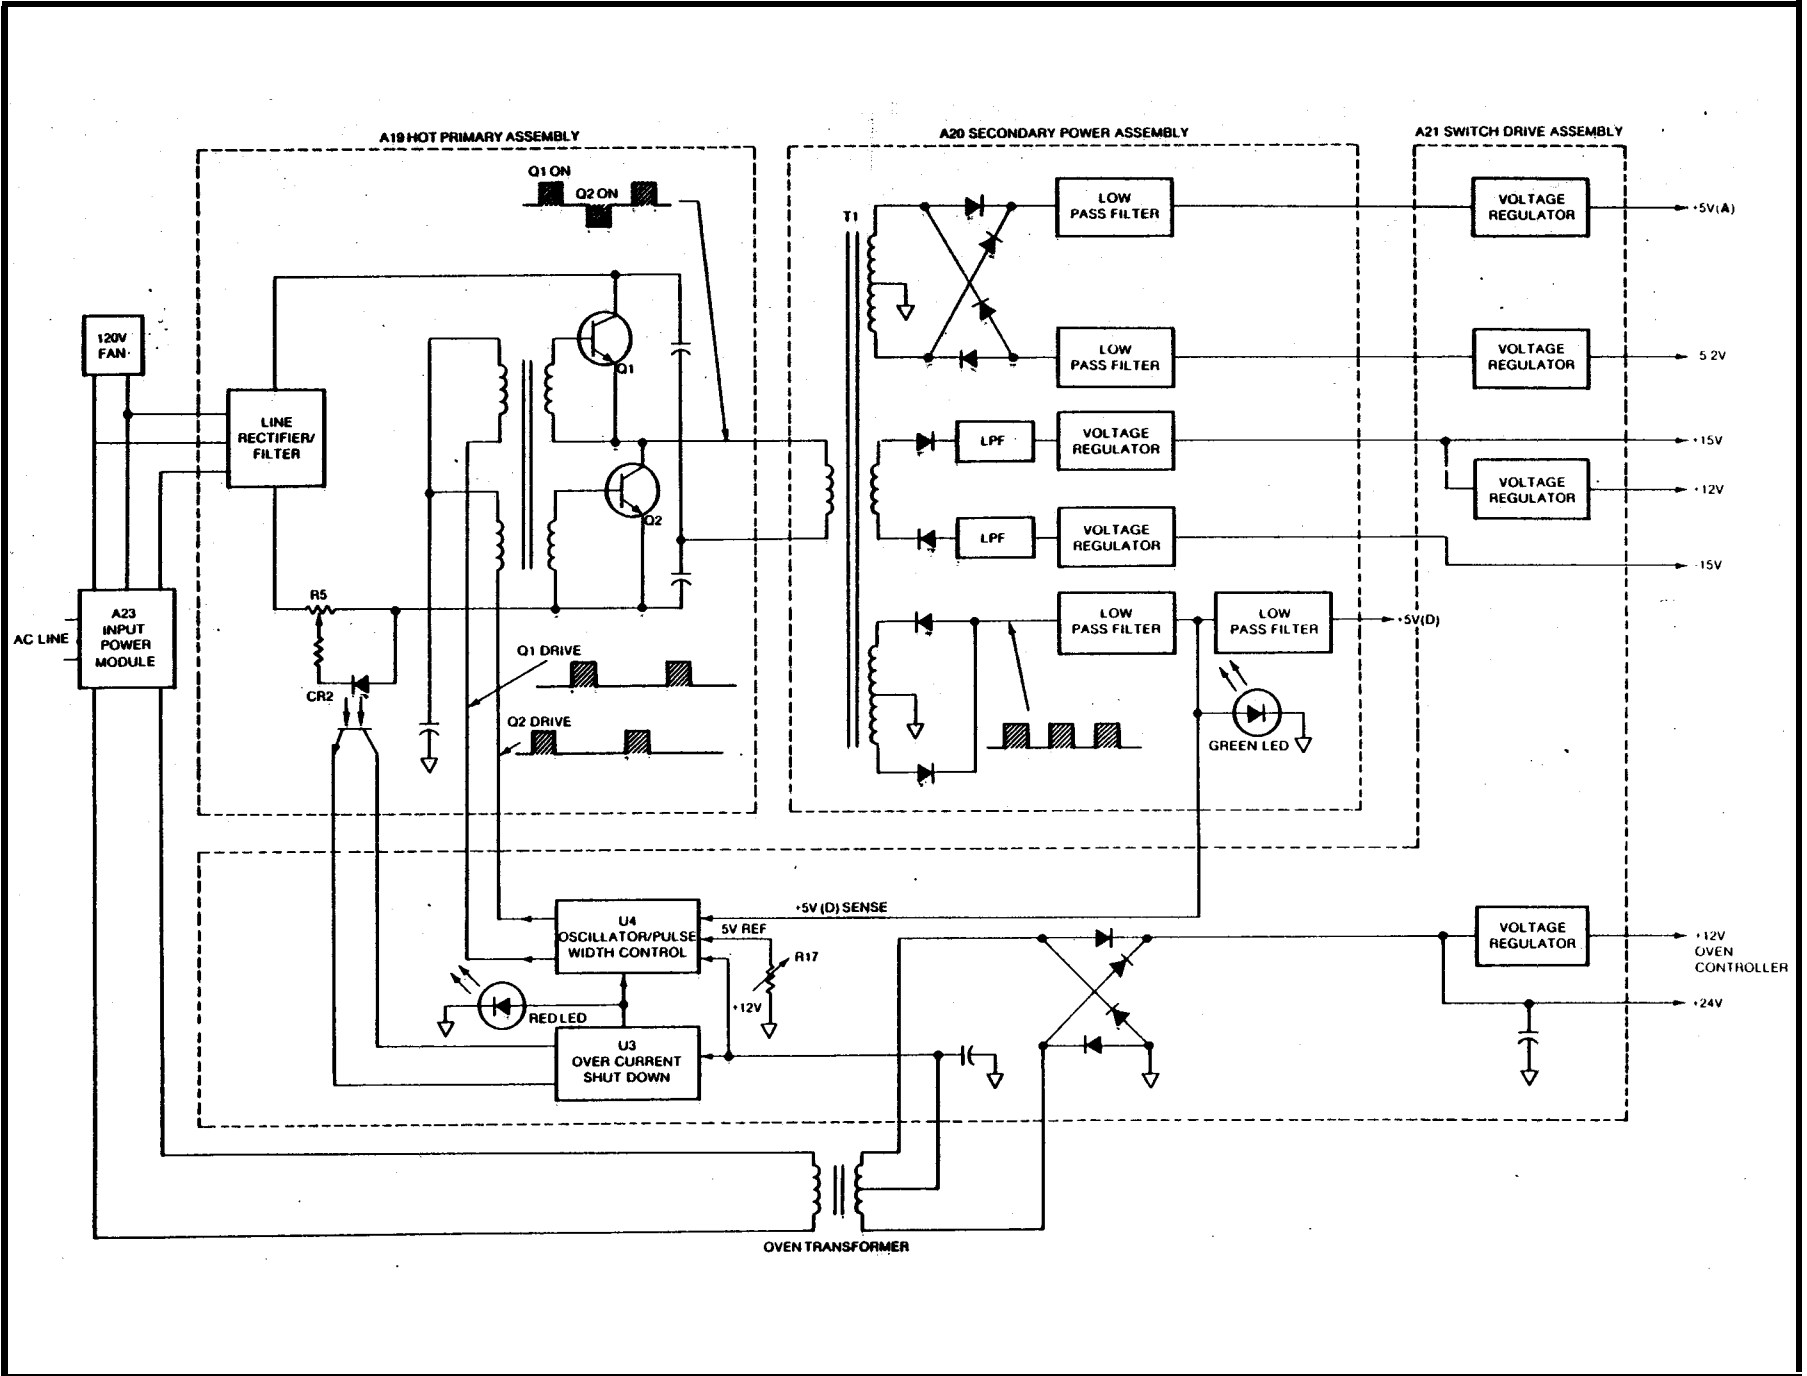 A19 HOT PRIMARY ASSEMBLY
A20 SECONDARY POWER ASSEMBLY
A21 SWITCH DRIVE ASSEMBLY
Q1 ON
Q2 ON
T1
LOW
PASS FILTER
VOLTAGE
REGULATOR
+5V(A)
120V
FAN
LINE
RECTIFIER/
FILTER
Q1
Q2
LOW
PASS FILTER
VOLTAGE
REGULATOR
5 2V
LPF
VOLTAGE
REGULATOR
+15V
VOLTAGE
REGULATOR
+12V
LPF
VOLTAGE
REGULATOR
15V
AC LINE
A23
INPUT
POWER
MODULE
R5
CR2
Q1 DRIVE
Q2 DRIVE
LOW
PASS FILTER
LOW
PASS FILTER
+5V(D)
GREEN LED
U4
OSCILLATOR/PULSE
WIDTH CONTROL
+5V (D) SENSE
5V REF
R17
+12V
RED LED
U3
OVER CURRENT
SHUT DOWN
VOLTAGE
REGULATOR
+12V
OVEN
CONTROLLER
+24V
OVEN TRANSFORMER